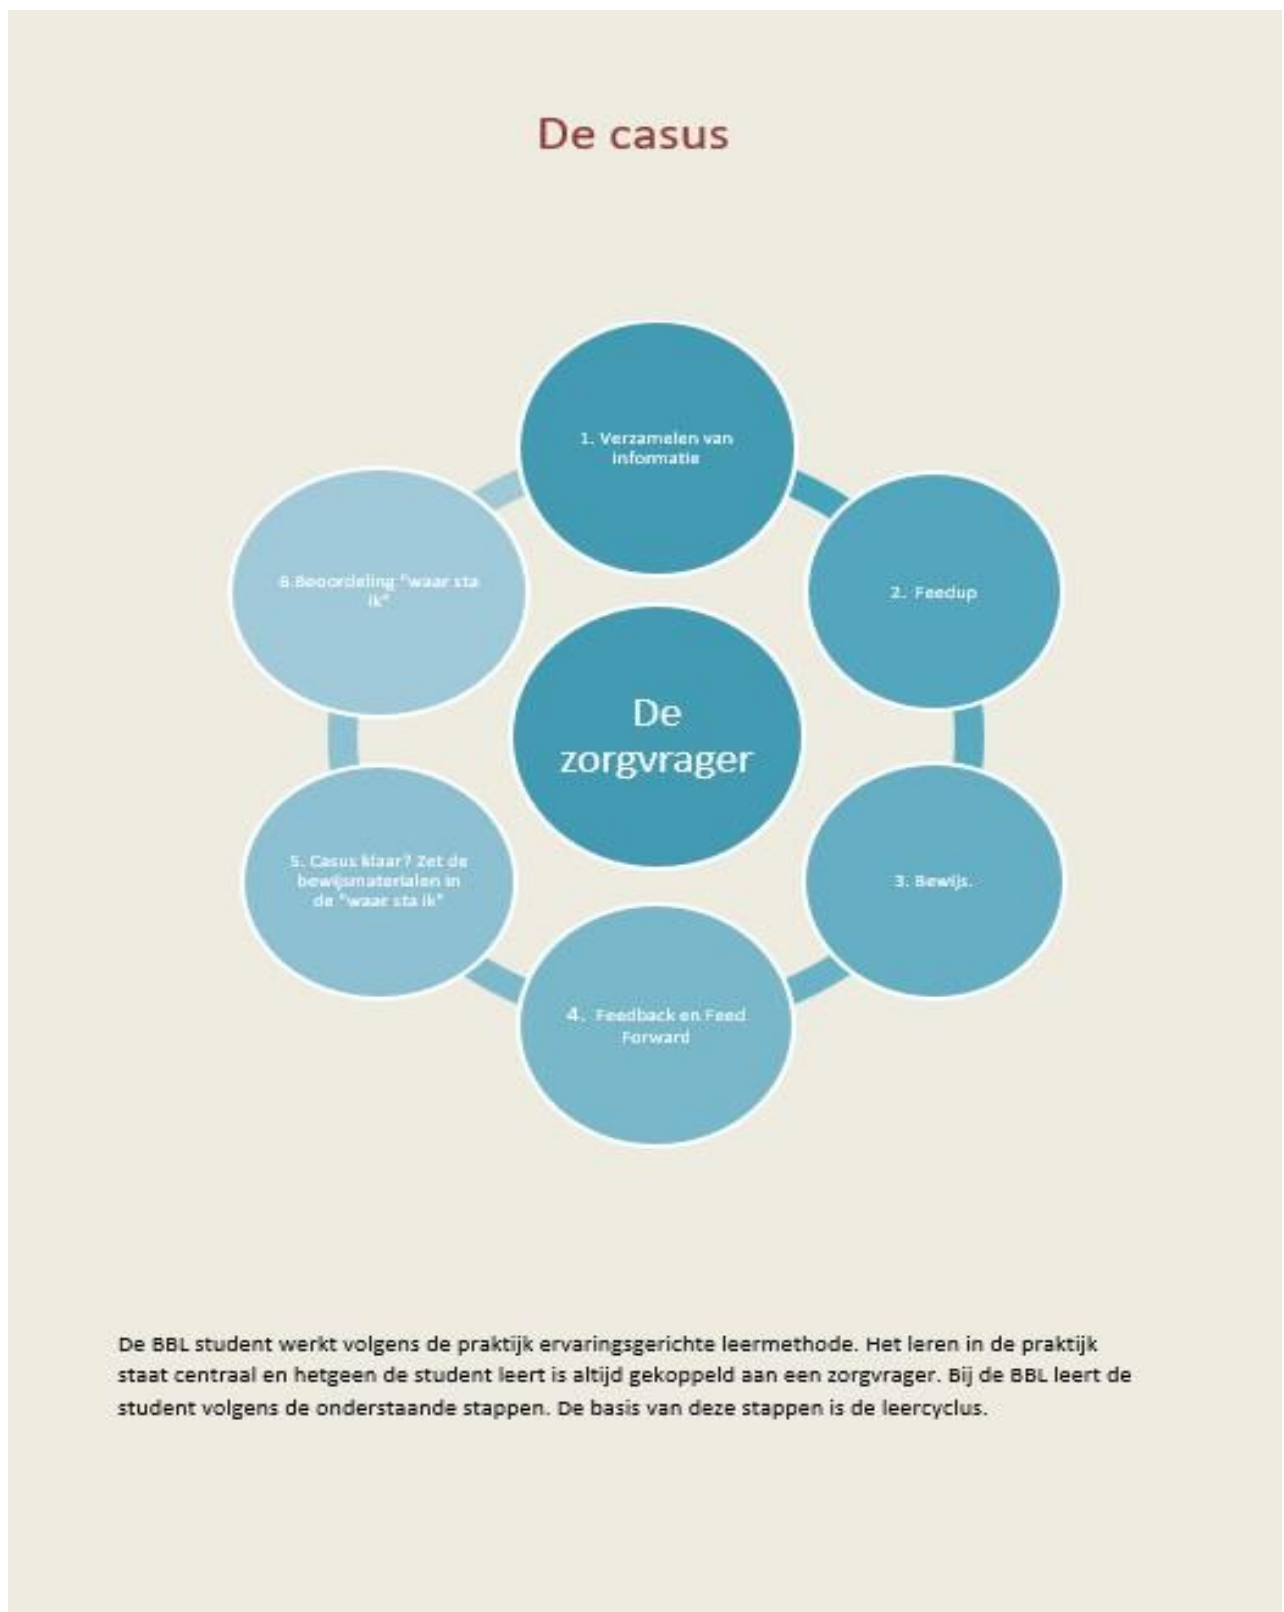 De casus
1. Verzamelen van
informatie
2. Feedup
3. Bewijs.
4. Feedback en Feed
Forward
5. Casus klaar? Zet de
bewijsmaterialen in
de "waar sta ik"
6.Beoordeling "waar sta
ik"
De
zorgvrager
De BBL student werkt volgens de praktijk ervaringsgerichte leermethode. Het leren in de praktijk
staat centraal en hetgeen de student leert is altijd gekoppeld aan een zorgvrager. Bij de BBL leert de
student volgens de onderstaande stappen. De basis van deze stappen is de leercyclus.